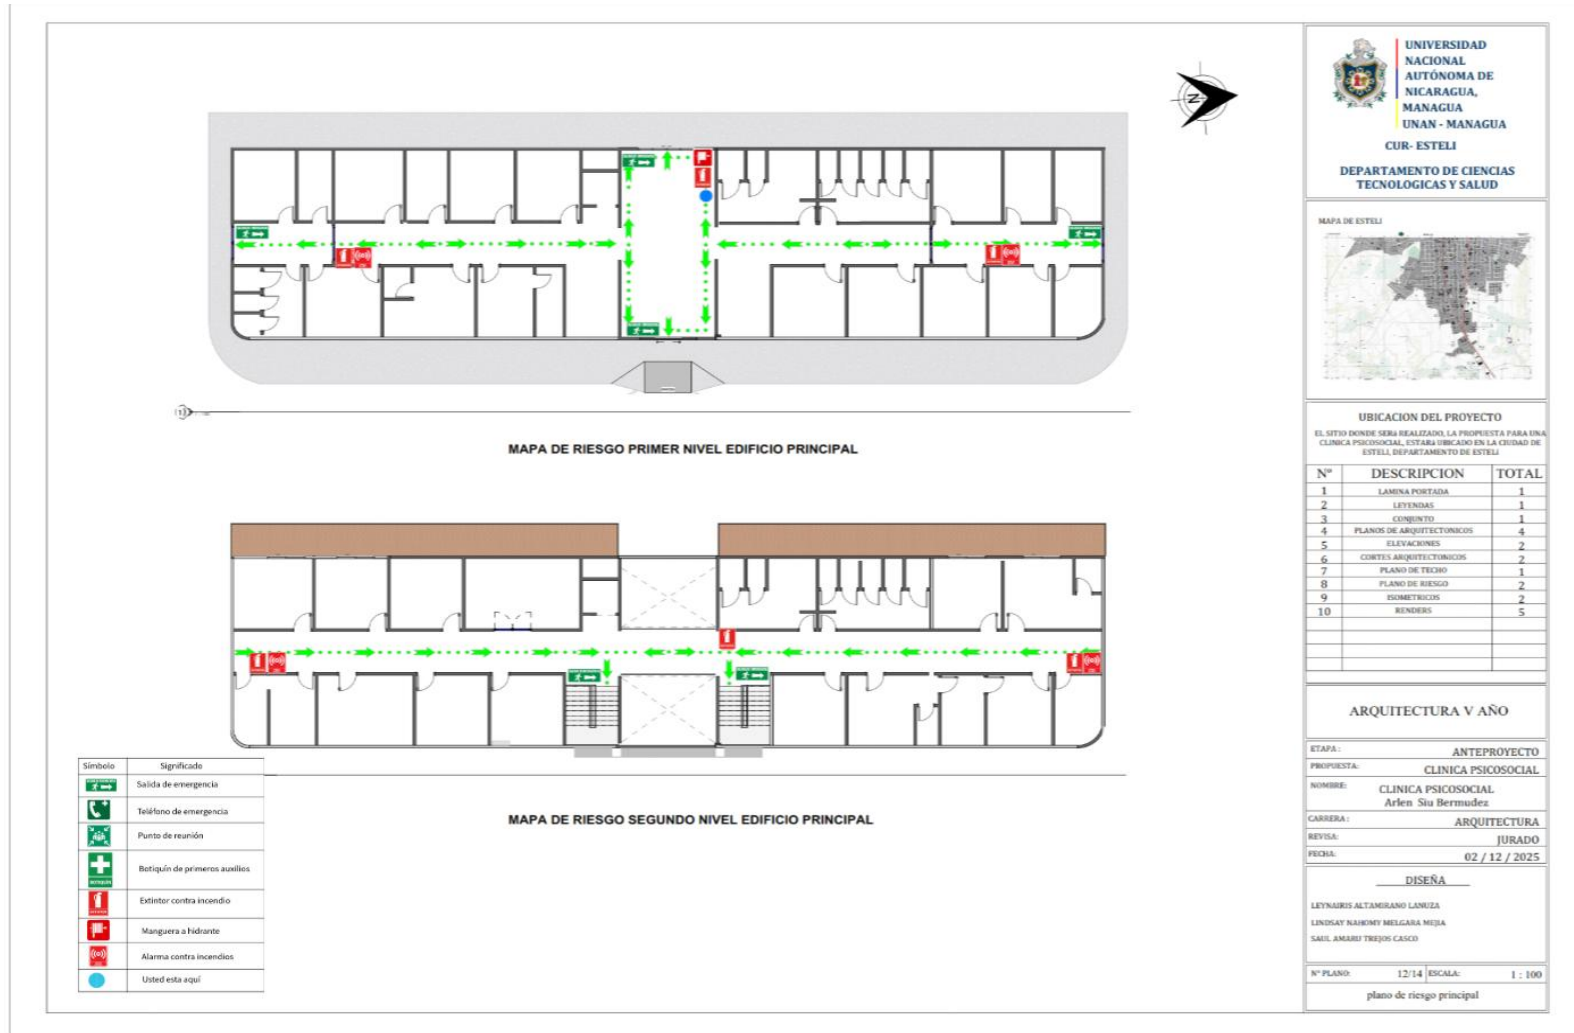 UNIVERSIDAD
NACIONAL
AUTÓNOMA DE
NICARAGUA,
MANAGUA
UNAN - MANAGUA
CUR- ESTELI
DEPARTAMENTO DE CIENCIAS
TECNOLOGICAS Y SALUD
N
MAPA DE ESTELI
MAPA DE RIESGO PRIMER NIVEL EDIFICIO PRINCIPAL
UBICACION DEL PROYECTO
EL SITIO DONDE SERa REALIZADO, LA PROPUESTA PARA UNA
CLINICA PSICOSOCIAL, ESTARa UBICADO EN LA CIUDAD DE
ESTELI, DEPARTAMENTO DE ESTELI
Nº DESCRIPCION TOTAL
1 LAMINA PORTADA 1
2 LEYENDAS 1
3 CONJUNTO 1
4 PLANOS DE ARQUITECTONICOS 4
5 ELEVACIONES 2
6 CORTES ARQUITECTONICOS 2
7 PLANO DE TECHO 1
8 PLANO DE RIESGO 2
9 ISOMETRICOS 2
10 RENDERS 5
MAPA DE RIESGO SEGUNDO NIVEL EDIFICIO PRINCIPAL
Símbolo Significado
Salida de emergencia
Teléfono de emergencia
Punto de reunión
Botiquín de primeros auxilios
BOTIQUÍN
Extintor contra incendio
Manguera a hidrante
Alarma contra incendios
Usted esta aquí
ARQUITECTURA V AÑO
ETAPA : ANTEPROYECTO
PROPUESTA: CLINICA PSICOSOCIAL
NOMBRE: CLINICA PSICOSOCIAL
Arlen Siu Bermudez
CARRERA : ARQUITECTURA
REVISA: JURADO
FECHA: 02 / 12 / 2025
DISEÑA
LEYNAIRIS ALTAMIRANO LANUZA
LINDSAY NAHOMY MELGARA MEJIA
SAUL AMARU TREJOS CASCO
Nº PLANO: 12/14 ESCALA: 1 : 100
plano de riesgo principal